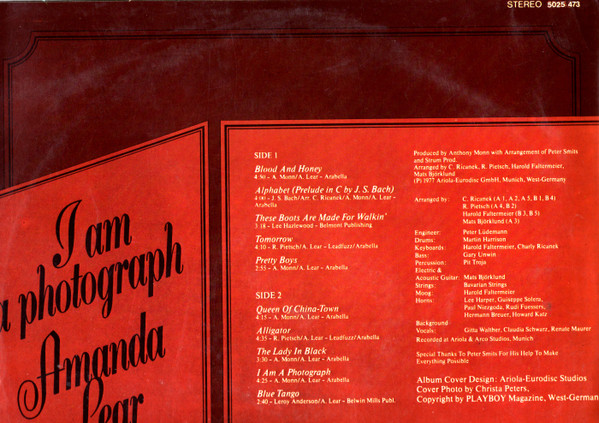 STEREO 5025 473
I am
a photograph
Amanda
Lear
SIDE 1
Blood And Honey
4:50 – A. Monn/A. Lear – Arabella
Alphabet (Prelude in C by J. S. Bach)
4:00 – J. S. Bach/Arr. C. Ricanek/A. Monn/A. Lear –
Arabella
These Boots Are Made For Walkin'
3:18 – Lee Hazlewood – Belmont Publishing
Tomorrow
4:10 – R. Pietsch/A. Lear – Leadfuzz/Arabella
Pretty Boys
2:55 – A. Monn/A. Lear – Arabella
SIDE 2
Queen Of China-Town
4:15 – A. Monn/A. Lear – Arabella
Alligator
4:35 – R. Pietsch/A. Lear – Leadfuzz/Arabella
The Lady In Black
3:30 – A. Monn/A. Lear – Arabella
I Am A Photograph
4:25 – A. Monn/A. Lear – Arabella
Blue Tango
2:40 – Leroy Anderson/A. Lear – Belwin Mills Publ.
Produced by Anthony Monn with Arrangement of Peter Smits
and Strum Prod.
Arranged by C. Ricanek, R. Pietsch, Harold Faltermeier,
Mats Björklund
(P) 1977 Ariola-Eurodisc GmbH, Munich, West-Germany
Arranged by: C. Ricanek (A 1, A 2, A 5, B 1, B 4)
R. Pietsch (A 4, B 2)
Harold Faltermeier (B 3, B 5)
Mats Björklund (A 3)
Engineer: Peter Lüdemann
Drums: Martin Harrison
Keyboards: Harold Faltermeier, Charly Ricanek
Bass: Gary Unwin
Percussion: Pit Troja
Electric &
Acoustic Guitar: Mats Björklund
Strings Bavarian Strings
Moog: Harold Faltermeier
Horns: Lee Harper, Guiseppe Solera,
Paul Niezgoda, Rudi Fuessers,
Hermann Breuer, Howard Kalz
Background
Vocals: Gitta Walther, Claudia Schwarz, Renate Maurer
Recorded at Ariola & Arco Studios, Munich
Special Thanks To Peter Smits For His Help To Make
Everything Possible
Album Cover Design: Ariola-Eurodisc Studios
Cover Photo by Christa Peters,
Copyright by PLAYBOY Magazine, West-German